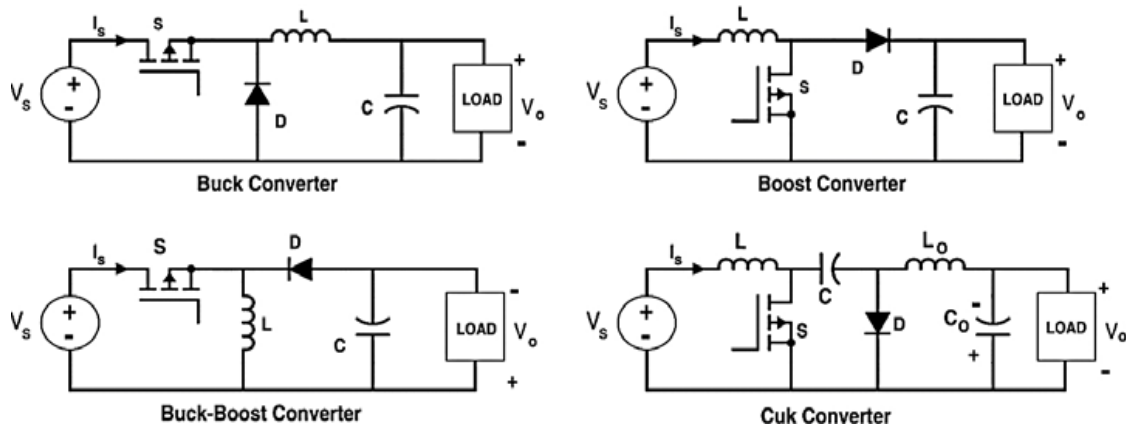 I_s S L
V_s + - D C LOAD + V_o -
Buck Converter
I_s L
V_s + - S D C LOAD + V_o -
Boost Converter
I_s S D
V_s + - L C LOAD - V_o +
Buck-Boost Converter
I_s L C L_O
V_s + - S D C_O - + LOAD + V_o -
Cuk Converter